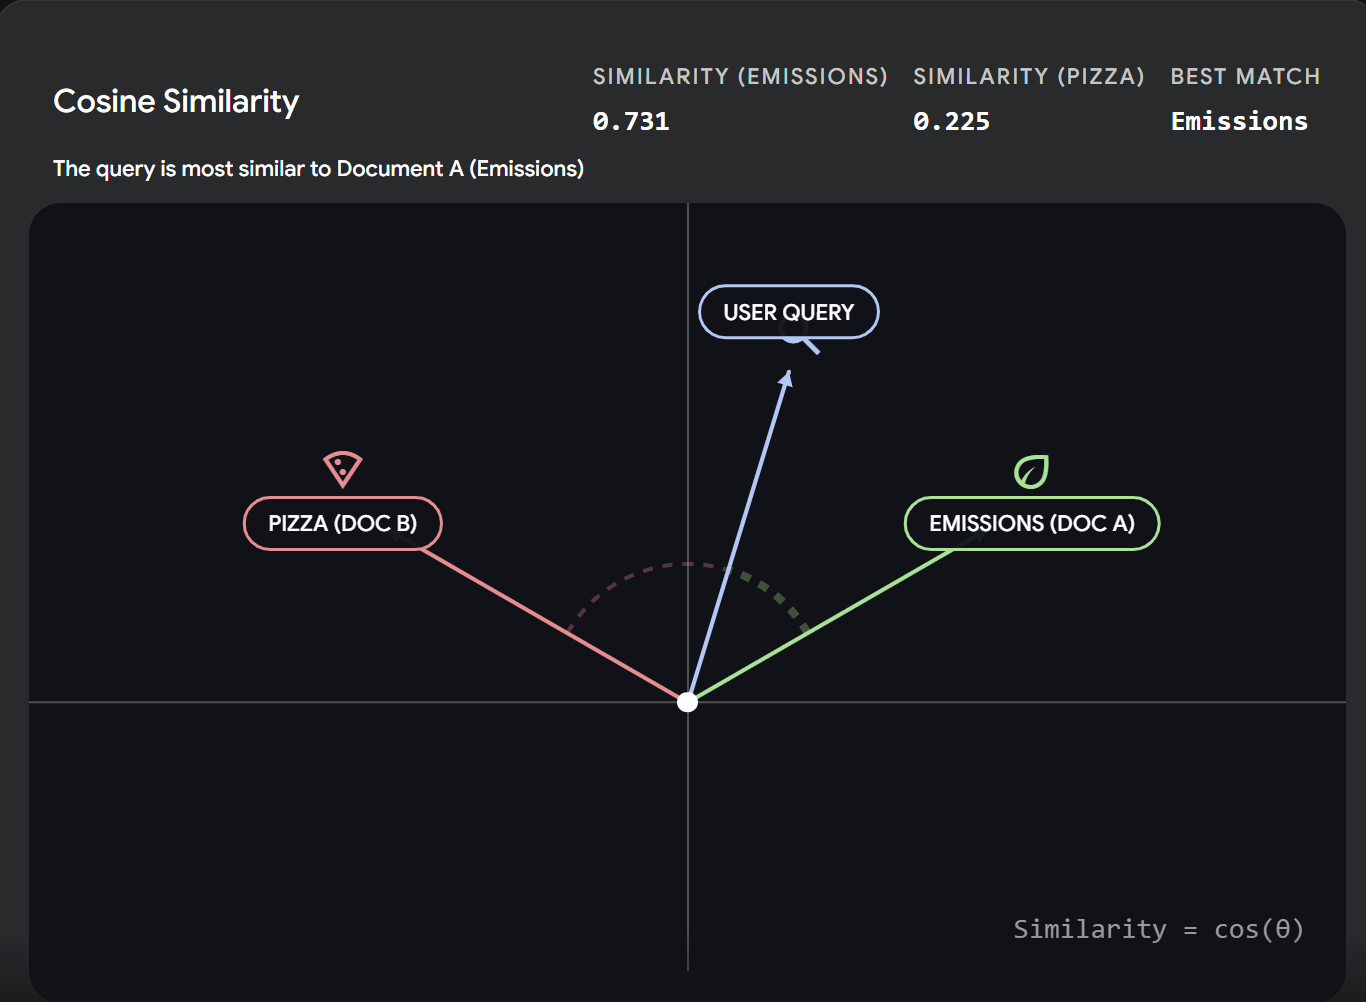 Cosine Similarity
SIMILARITY (EMISSIONS)
0.731
SIMILARITY (PIZZA)
0.225
BEST MATCH
Emissions
The query is most similar to Document A (Emissions)
USER QUERY
PIZZA (DOC B)
EMISSIONS (DOC A)
Similarity = cos(θ)